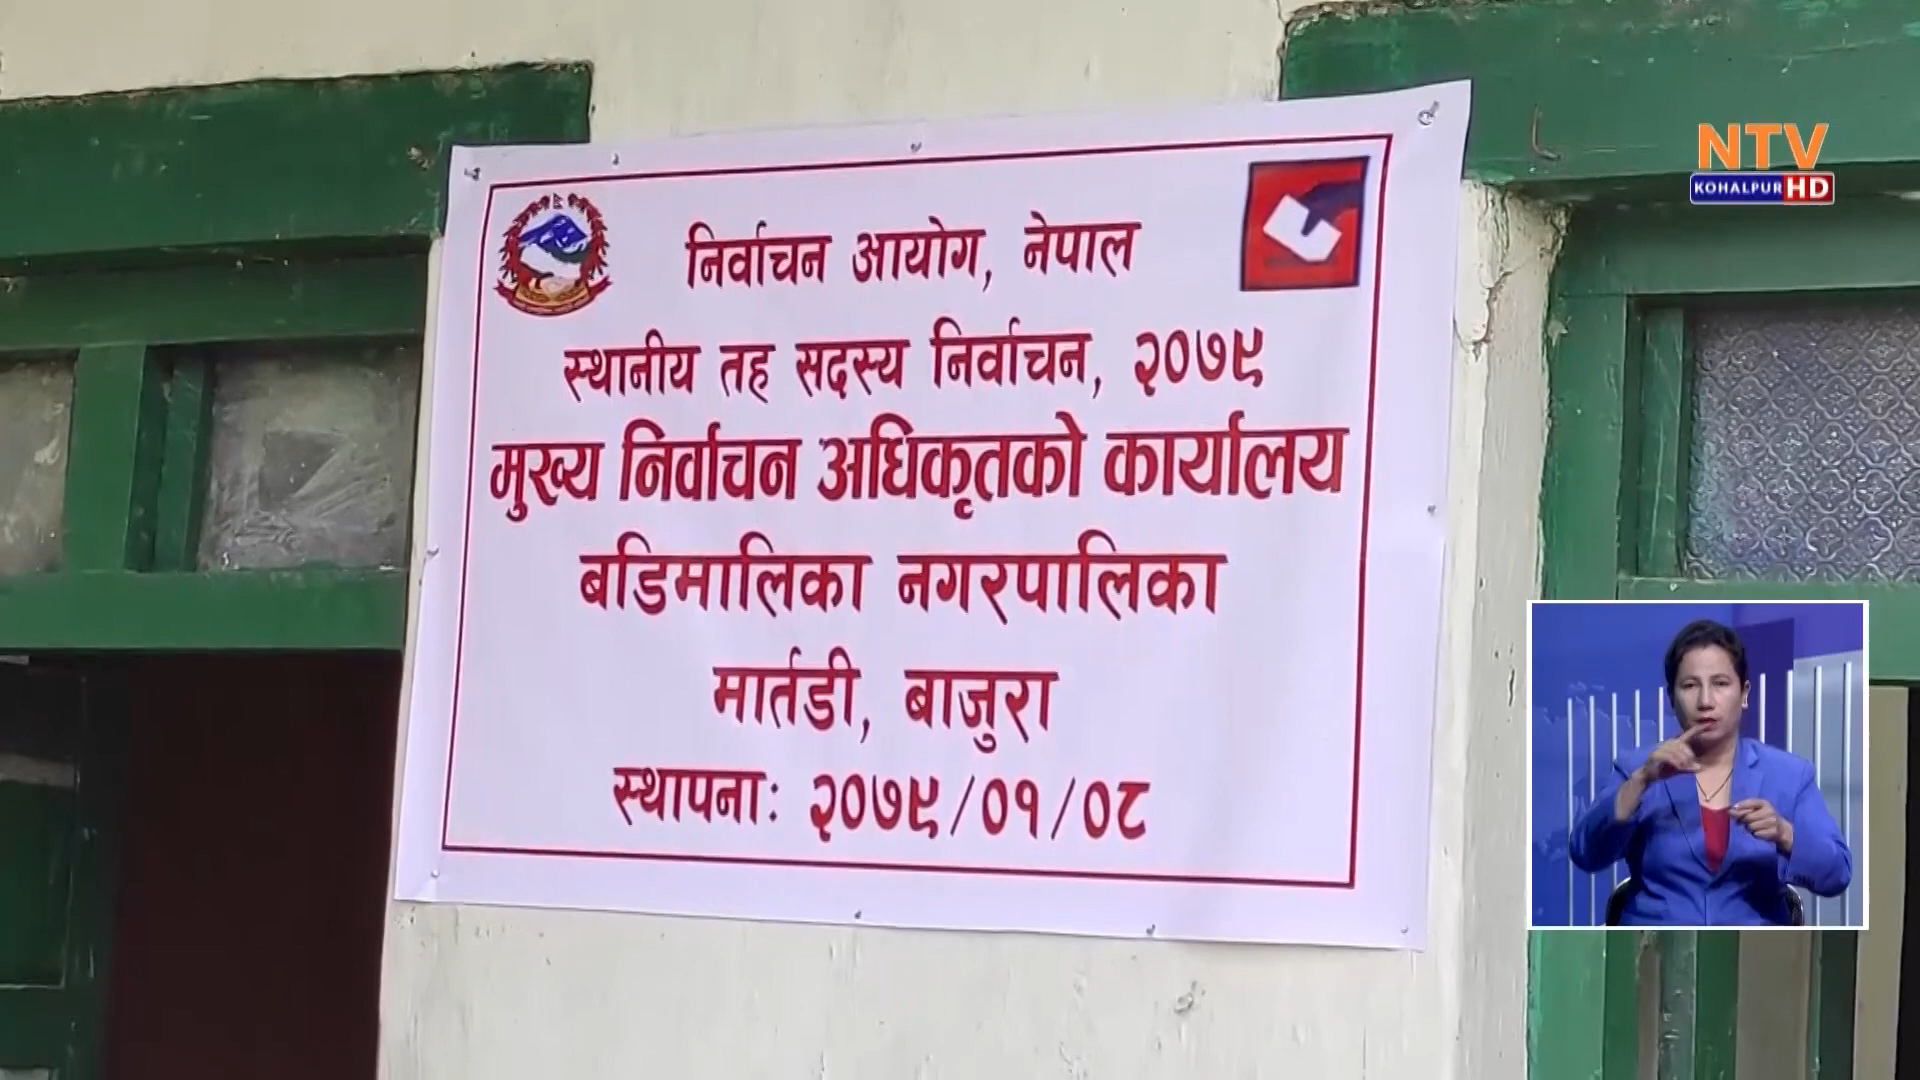 निर्वाचन आयोग, नेपाल
स्थानीय तह सदस्य निर्वाचन, २०७९
मुख्य निर्वाचन अधिकृतको कार्यालय
बडिमालिका नगरपालिका
मार्तडी, बाजुरा
स्थापनाः २०७९/०१/०८
NTV
KOHALPUR HD